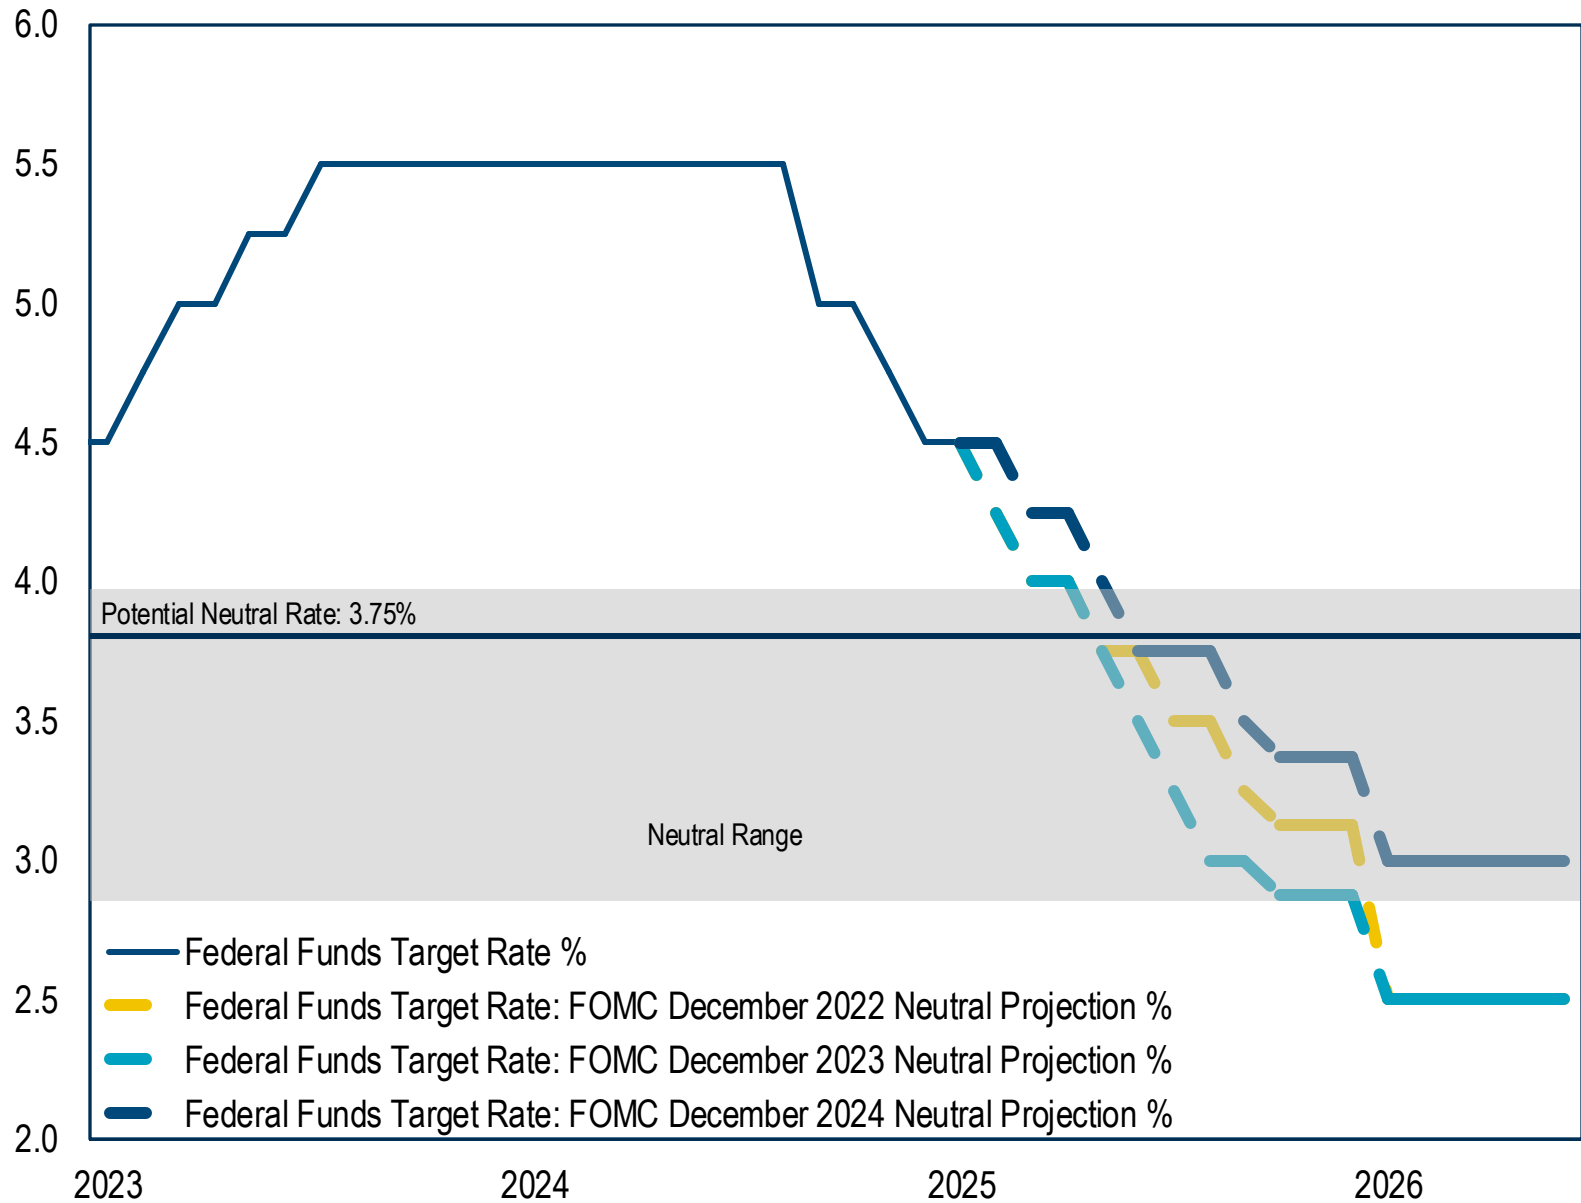 6.0
5.5
5.0
4.5
4.0
Potential Neutral Rate: 3.75%
3.5
Neutral Range
3.0
Federal Funds Target Rate %
2.5
Federal Funds Target Rate: FOMC December 2022 Neutral Projection %
Federal Funds Target Rate: FOMC December 2023 Neutral Projection %
Federal Funds Target Rate: FOMC December 2024 Neutral Projection %
2.0
2023 2024 2025 2026